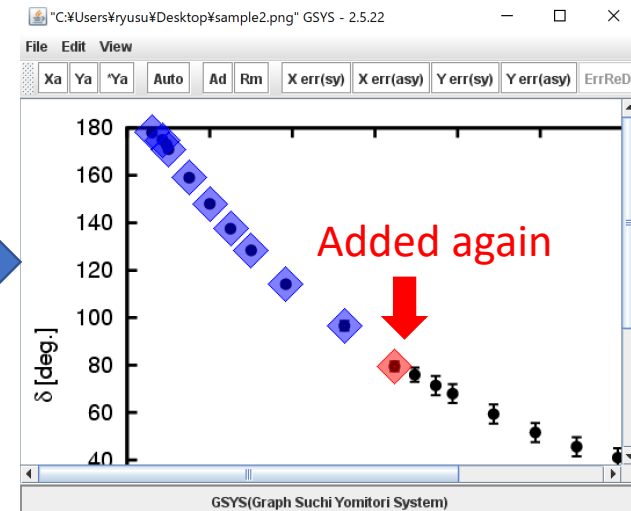 "C:¥Users¥ryusu¥Desktop¥sample2.png" GSYS - 2.5.22
File Edit View
Xa Ya *Ya Auto Ad Rm X err(sy) X err(asy) Y err(sy) Y err(asy) ErrReD
180
160
140
Added again
120
100
80
60
40
δ [deg.]
GSYS(Graph Suchi Yomitori System)